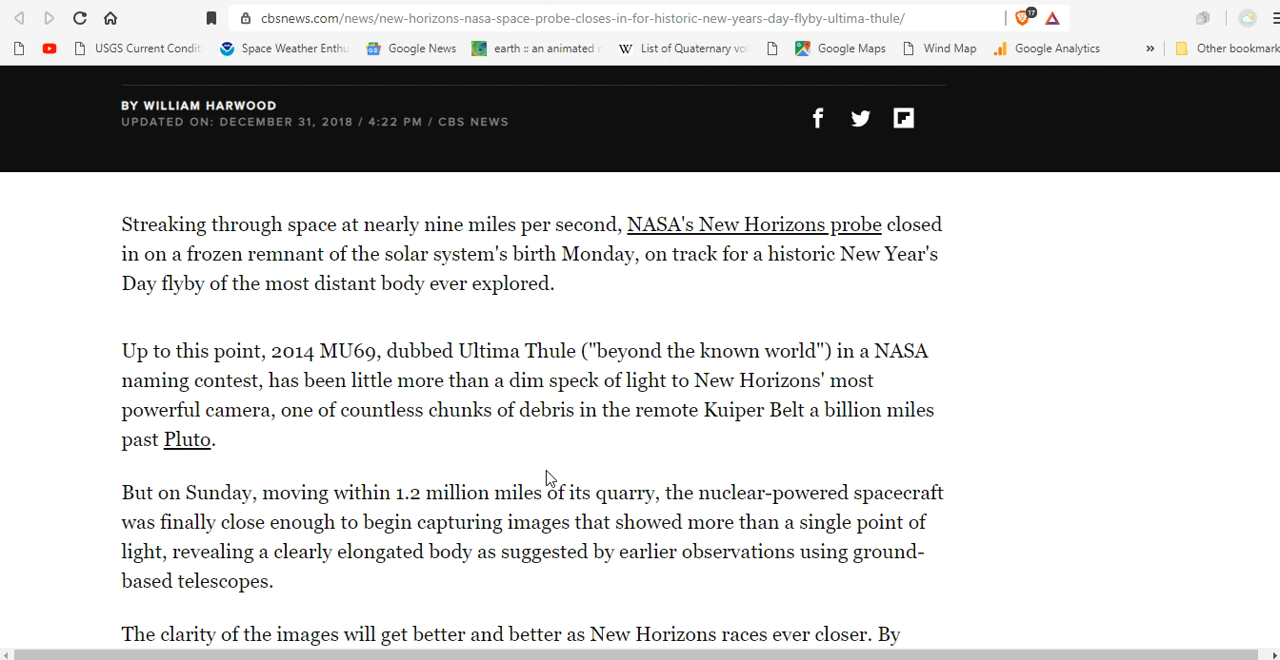 cbsnews.com/news/new-horizons-nasa-space-probe-closes-in-for-historic-new-years-day-flyby-ultima-thule/
17
USGS Current Condit
Space Weather Enthu
Google News
earth :: an animated
W List of Quaternary vo
Google Maps
Wind Map
Google Analytics
»
Other bookmark
BY WILLIAM HARWOOD
UPDATED ON: DECEMBER 31, 2018 / 4:22 PM / CBS NEWS
Streaking through space at nearly nine miles per second, NASA's New Horizons probe closed
in on a frozen remnant of the solar system's birth Monday, on track for a historic New Year's
Day flyby of the most distant body ever explored.
Up to this point, 2014 MU69, dubbed Ultima Thule ("beyond the known world") in a NASA
naming contest, has been little more than a dim speck of light to New Horizons' most
powerful camera, one of countless chunks of debris in the remote Kuiper Belt a billion miles
past Pluto.
But on Sunday, moving within 1.2 million miles of its quarry, the nuclear-powered spacecraft
was finally close enough to begin capturing images that showed more than a single point of
light, revealing a clearly elongated body as suggested by earlier observations using ground-
based telescopes.
The clarity of the images will get better and better as New Horizons races ever closer. By